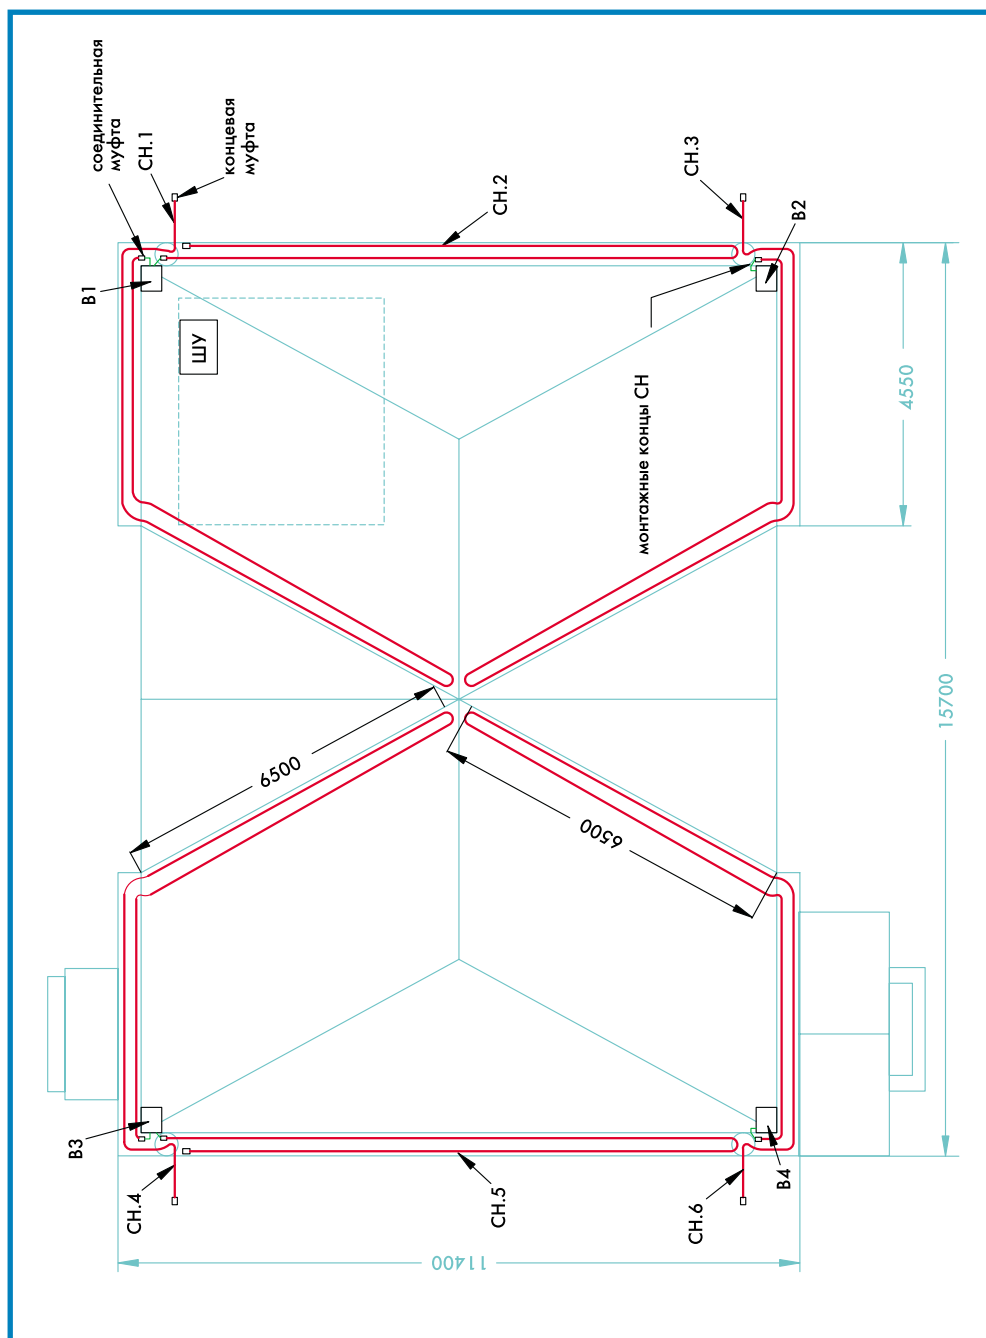 соединительная
муфта
СН.1
концевая
муфта
СН.2
СН.3
В1
В2
ШУ
монтажные концы СН
4550
15700
6500
6500
В3
В4
СН.4
СН.5
СН.6
11400